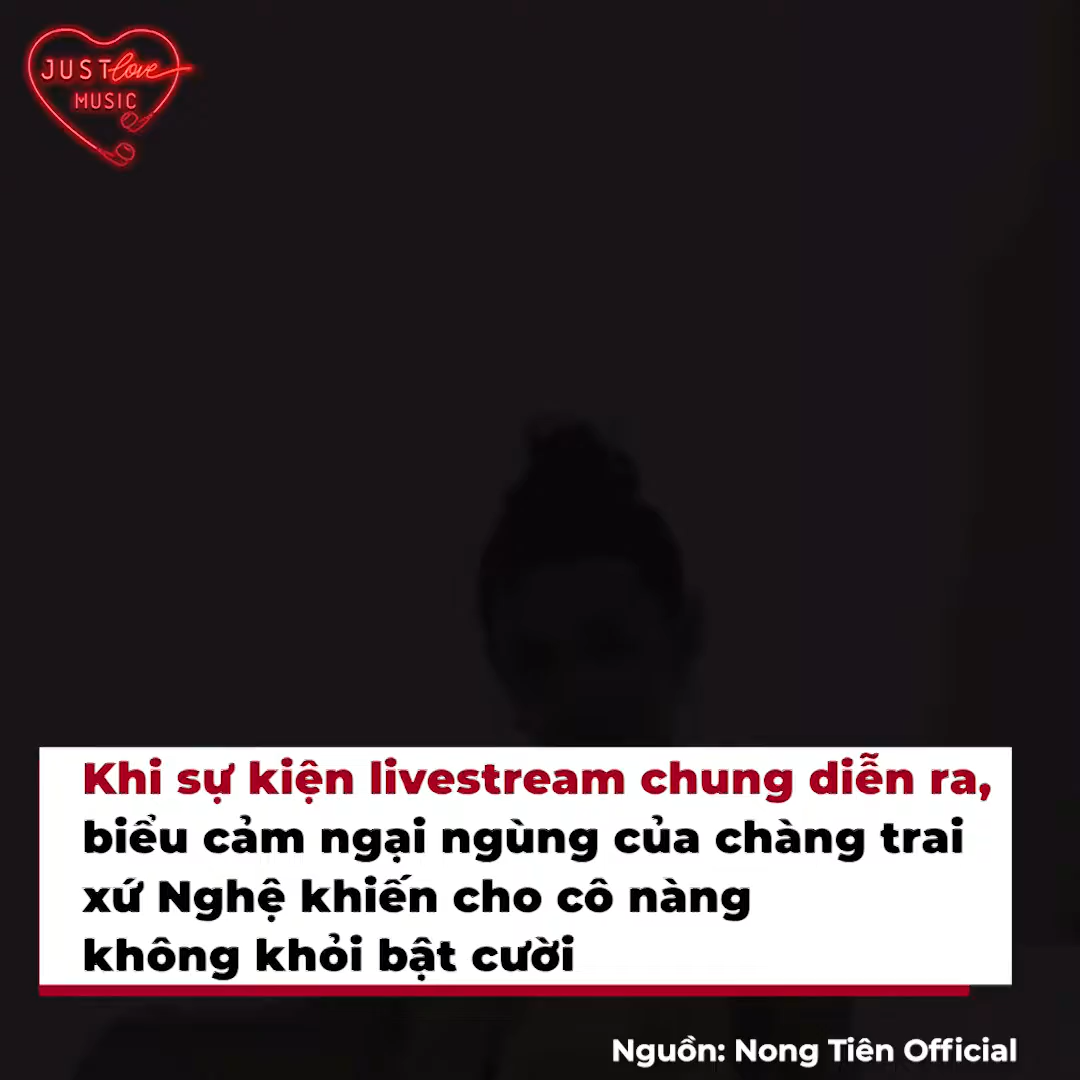 JUST love
MUSIC
Khi sự kiện livestream chung diễn ra,
biểu cảm ngại ngùng của chàng trai
xứ Nghệ khiến cho cô nàng
không khỏi bật cười
Nguồn: Nong Tiên Official